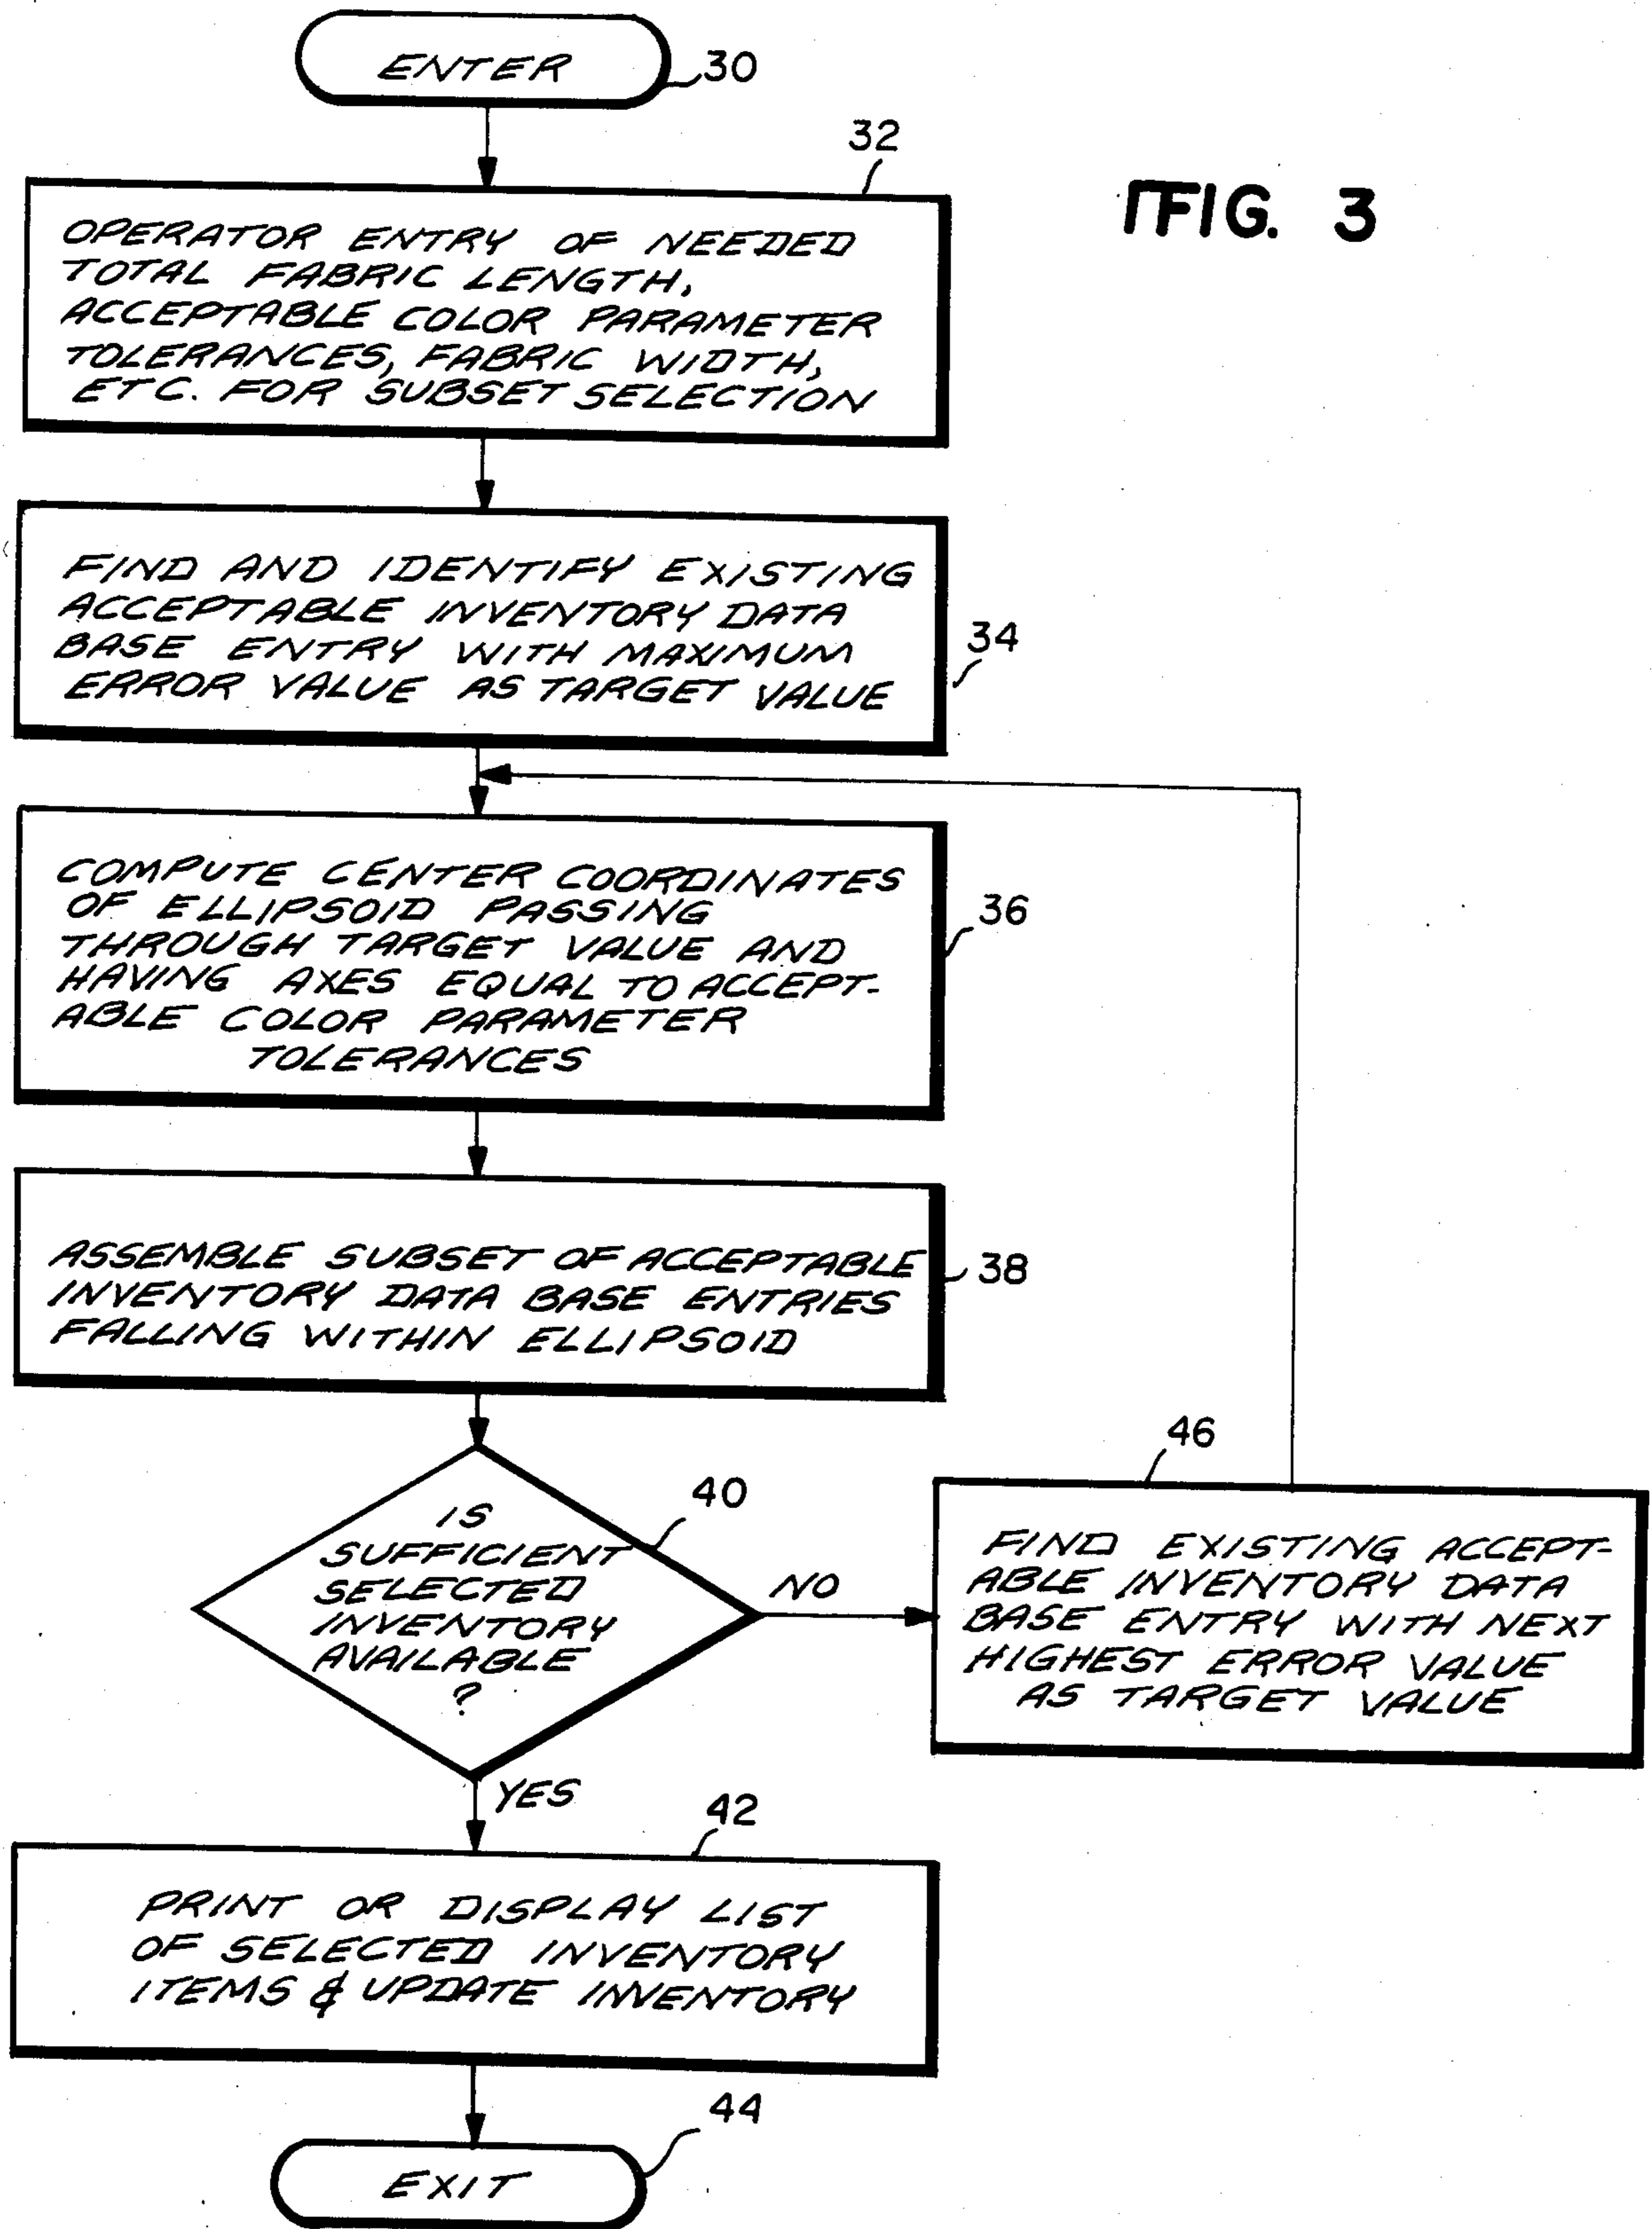 ENTER
30
32
FIG. 3
OPERATOR ENTRY OF NEEDED
TOTAL FABRIC LENGTH,
ACCEPTABLE COLOR PARAMETER
TOLERANCES, FABRIC WIDTH,
ETC. FOR SUBSET SELECTION
FIND AND IDENTIFY EXISTING
ACCEPTABLE INVENTORY DATA
BASE ENTRY WITH MAXIMUM
ERROR VALUE AS TARGET VALUE
34
COMPUTE CENTER COORDINATES
OF ELLIPSOID PASSING
THROUGH TARGET VALUE AND
HAVING AXES EQUAL TO ACCEPT-
ABLE COLOR PARAMETER
TOLERANCES
36
ASSEMBLE SUBSET OF ACCEPTABLE
INVENTORY DATA BASE ENTRIES
FALLING WITHIN ELLIPSOID
38
IS
SUFFICIENT
SELECTED
INVENTORY
AVAILABLE
?
40
NO
46
FIND EXISTING ACCEPT-
ABLE INVENTORY DATA
BASE ENTRY WITH NEXT
HIGHEST ERROR VALUE
AS TARGET VALUE
YES
42
PRINT OR DISPLAY LIST
OF SELECTED INVENTORY
ITEMS & UPDATE INVENTORY
44
EXIT